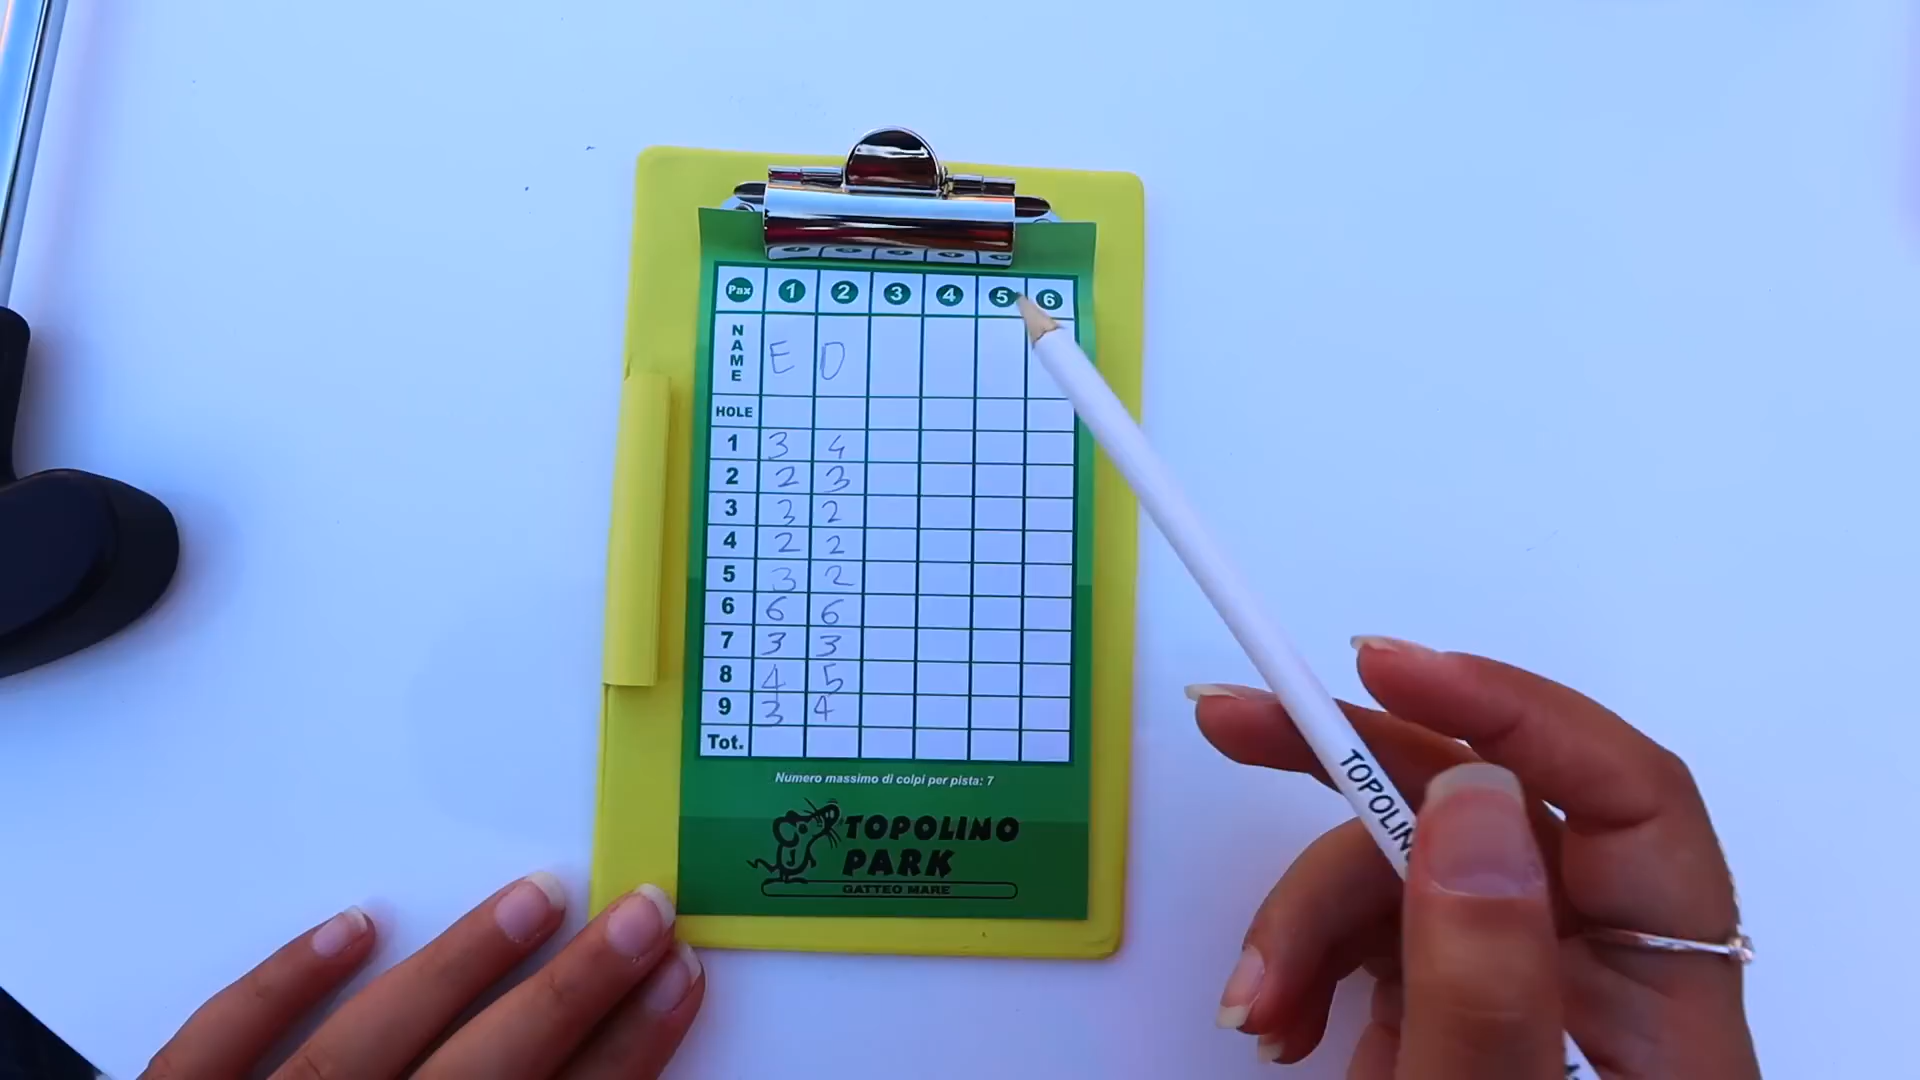 Pax 1 2 3 4 5 6
NAME E D
HOLE
1 3 4
2 2 3
3 3 2
4 2 2
5 3 2
6 6 6
7 3 3
8 4 5
9 3 4
Tot.
Numero massimo di colpi per pista: 7
TOPOLINO
PARK
GATTEO MARE